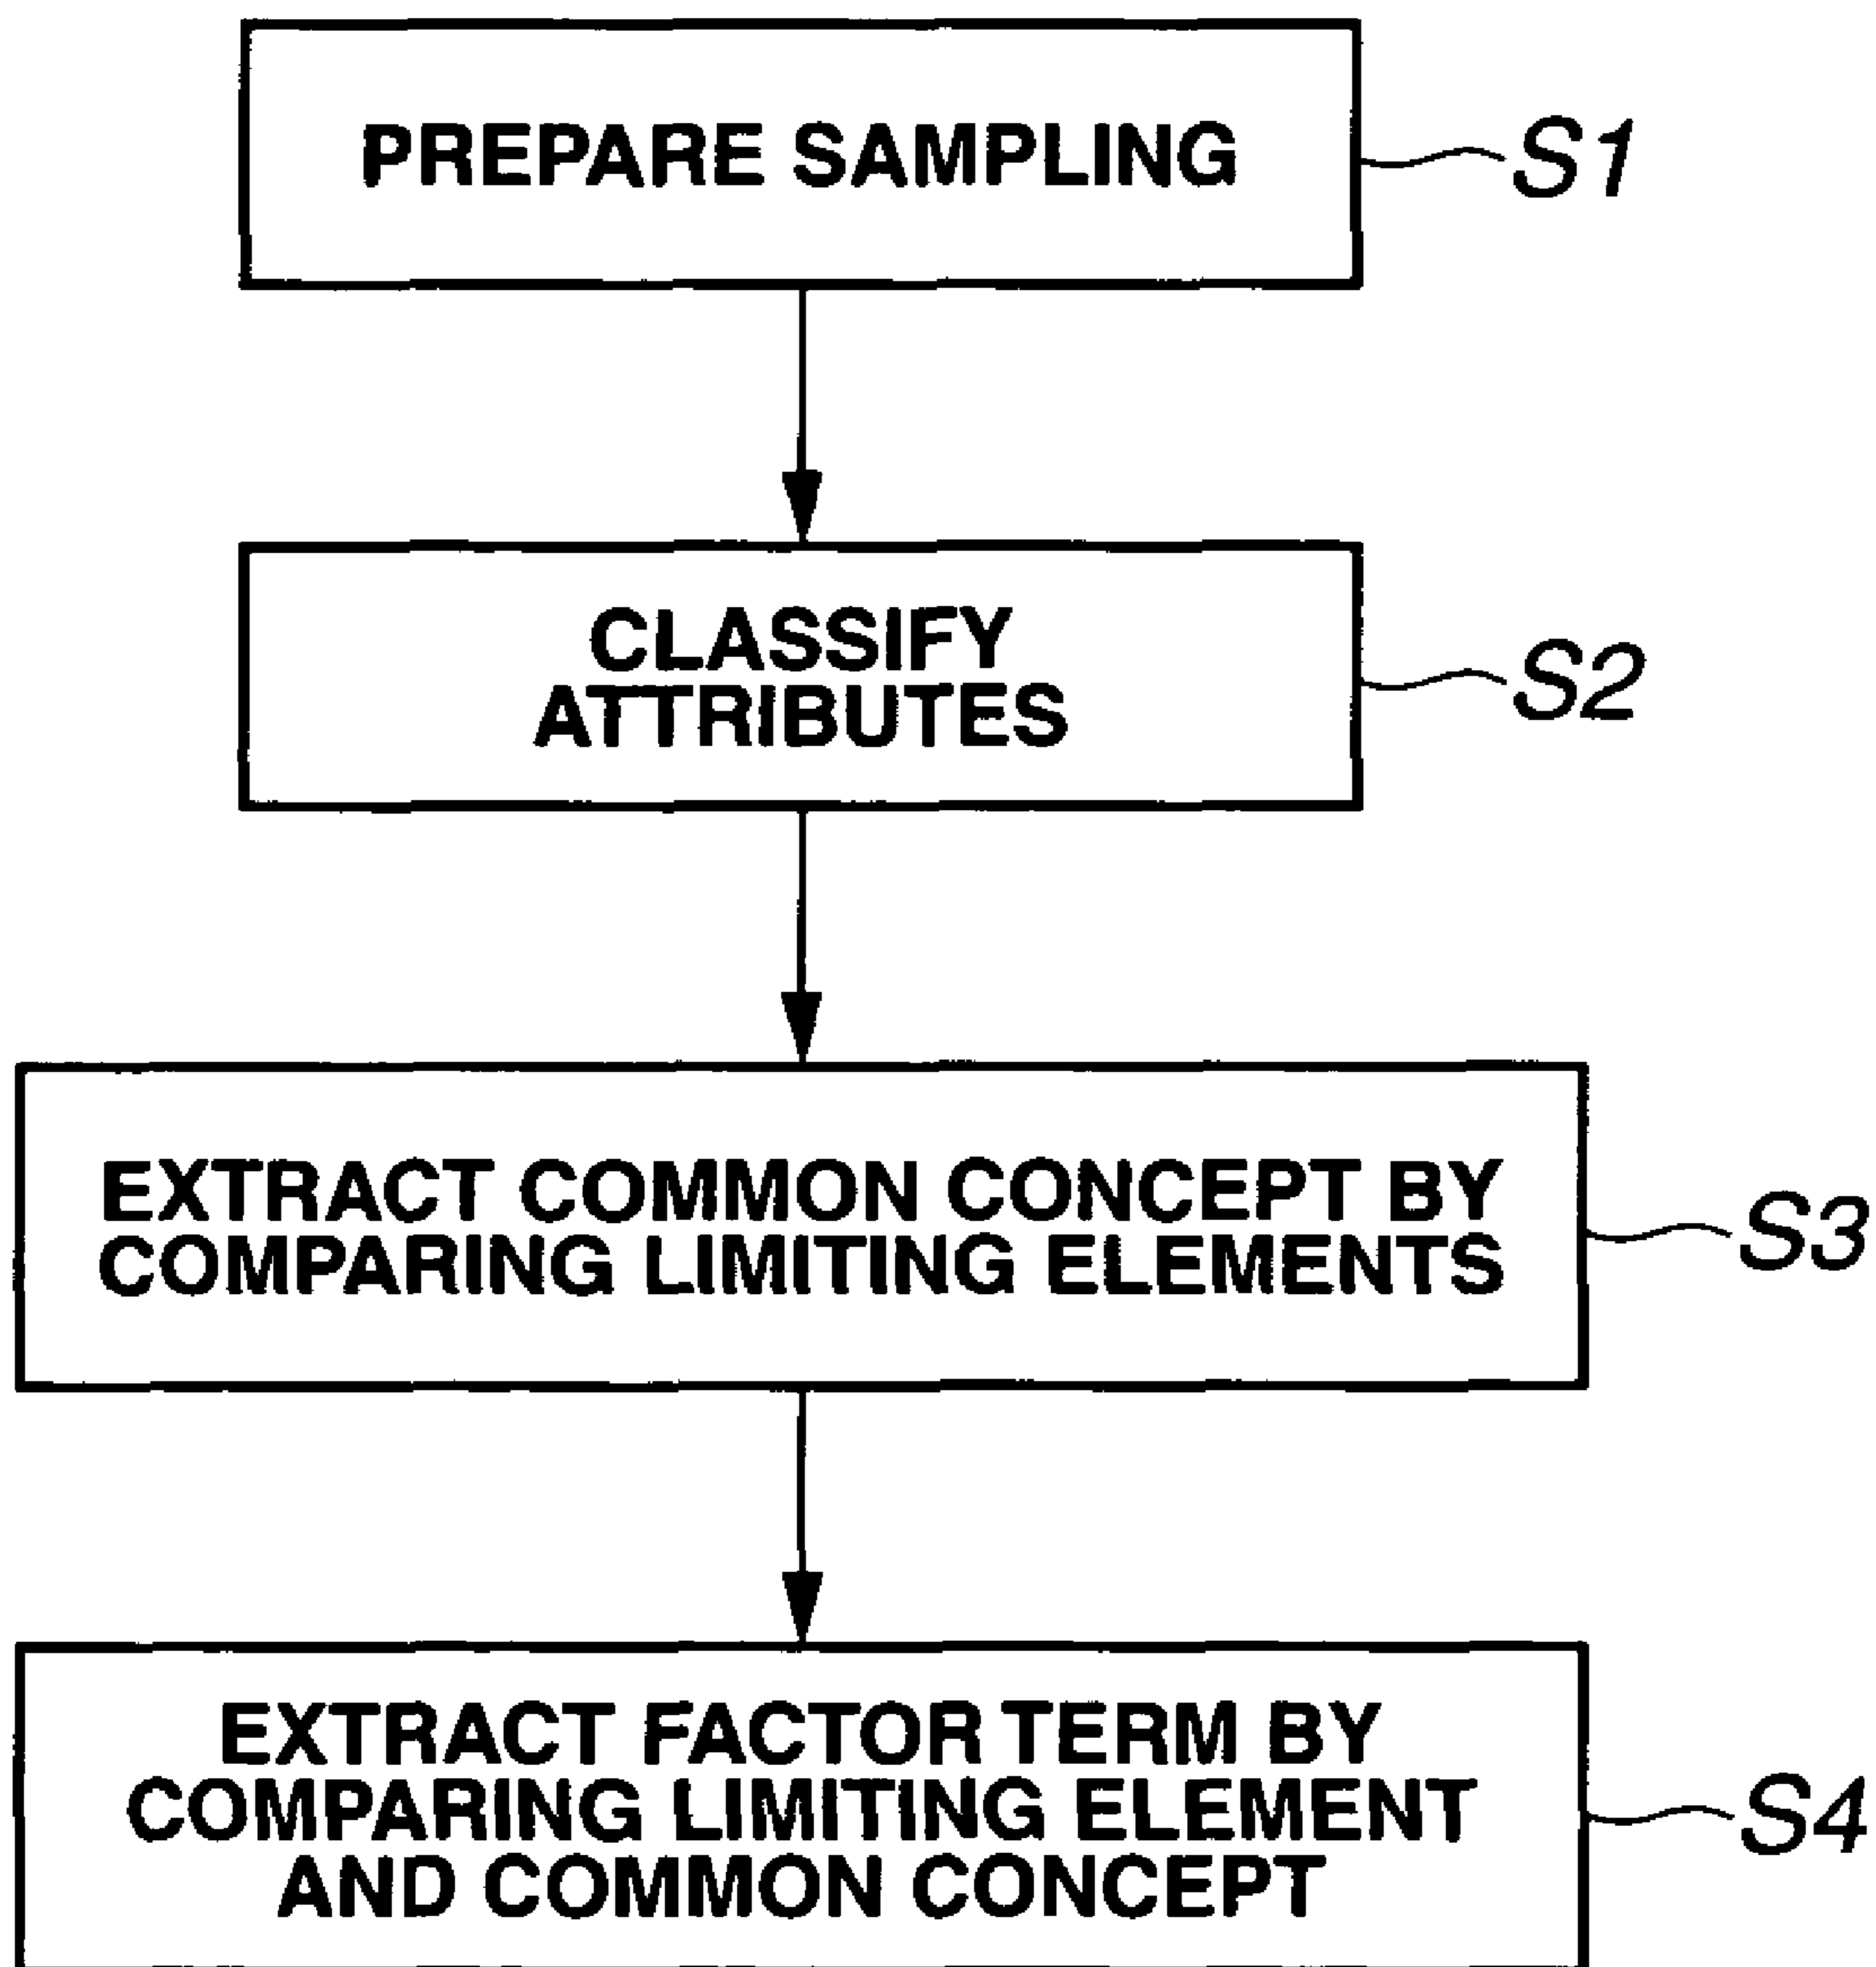 PREPARE SAMPLING
S1
CLASSIFY
ATTRIBUTES
S2
EXTRACT COMMON CONCEPT BY
COMPARING LIMITING ELEMENTS
S3
EXTRACT FACTOR TERM BY
COMPARING LIMITING ELEMENT
AND COMMON CONCEPT
S4